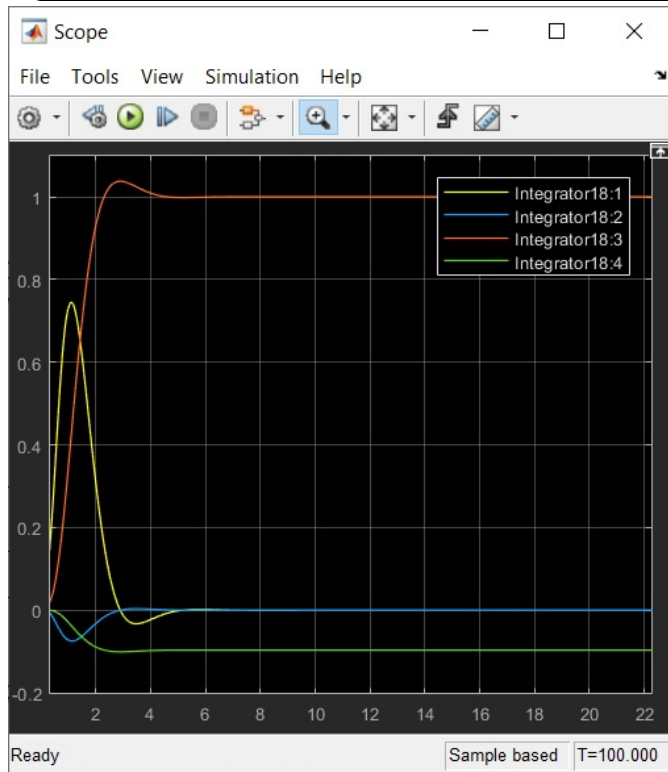 Scope
File Tools View Simulation Help
Integrator18:1
Integrator18:2
Integrator18:3
Integrator18:4
1
0.8
0.6
0.4
0.2
0
-0.2
2 4 6 8 10 12 14 16 18 20 22
Ready Sample based T=100.000